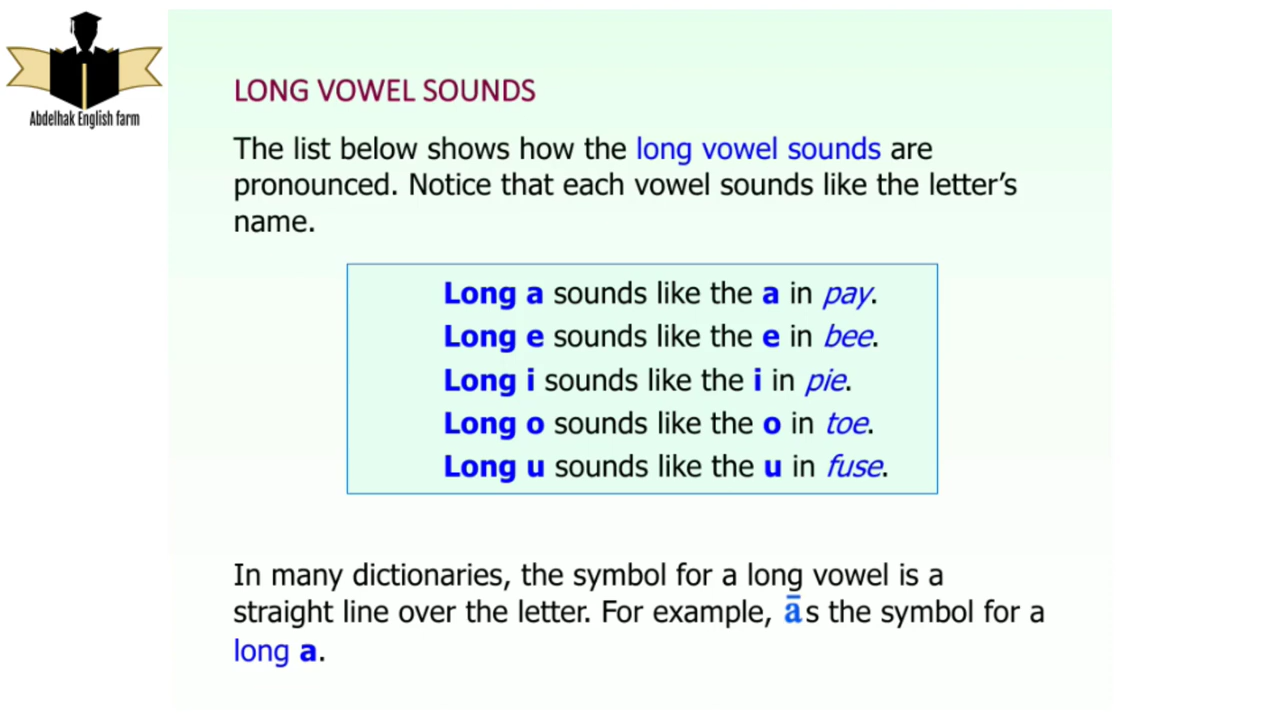 Abdelhak English farm
LONG VOWEL SOUNDS
The list below shows how the long vowel sounds are
pronounced. Notice that each vowel sounds like the letter’s
name.
Long a sounds like the a in pay.
Long e sounds like the e in bee.
Long i sounds like the i in pie.
Long o sounds like the o in toe.
Long u sounds like the u in fuse.
In many dictionaries, the symbol for a long vowel is a
straight line over the letter. For example, ās the symbol for a
long a.